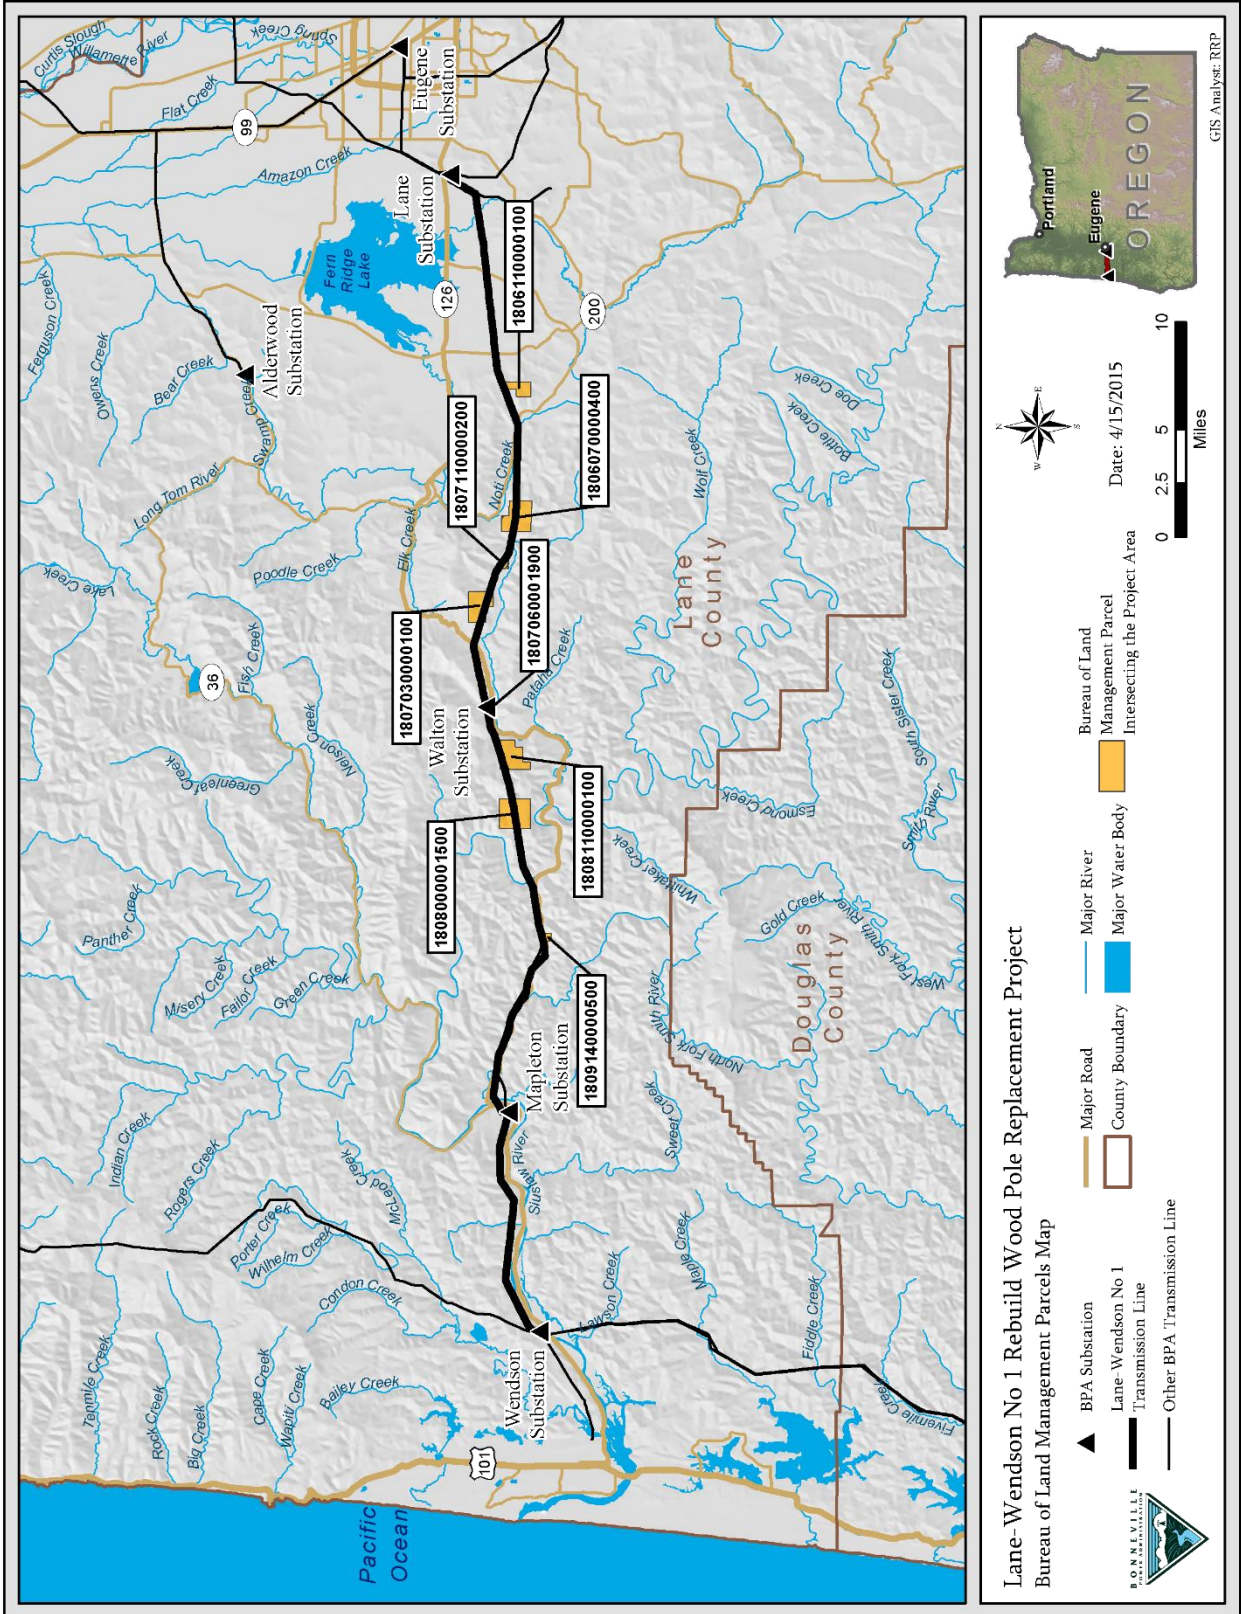 Curtis Slough
Willamette River
Spring Creek
Flat Creek
99
Eugene
Substation
Amazon Creek
Lane
Substation
Fern
Ridge
Lake
126
Ferguson Creek
Owens Creek
Bear Creek
Alderwood
Substation
Swamp Creek
Long Tom River
Lake Creek
Poodle Creek
Elk Creek
Noti Creek
1806110000100
200
1807110000200
1806070000400
1807030000100
1807060001900
36
Fish Creek
Nelson Creek
Greenleaf Creek
Walton
Substation
Pataha Creek
Wolf Creek
Doe Creek
Bottle Creek
Lane
County
1808000001500
1808110000100
Whittaker Creek
Esmond Creek
South Sister Creek
Smith River
Gold Creek
West Fork Smith River
Panther Creek
Misery Creek
Failor Creek
Green Creek
1809140000500
North Fork Smith River
Douglas
County
Mapleton
Substation
Siuslaw River
Sweet Creek
Indian Creek
Rogers Creek
McLeod Creek
Porter Creek
Wilhelm Creek
Condon Creek
Tenmile Creek
Rock Creek
Big Creek
Cape Creek
Wapiti Creek
Bailey Creek
Wendson
Substation
Lawson Creek
Maple Creek
Fiddle Creek
Fivemile Creek
101
Pacific
Ocean
Lane-Wendson No 1 Rebuild Wood Pole Replacement Project
Bureau of Land Management Parcels Map
BONNEVILLE
POWER ADMINISTRATION
BPA Substation
Lane-Wendson No 1
Transmission Line
Other BPA Transmission Line
Major Road
County Boundary
Major River
Major Water Body
Bureau of Land
Management Parcel
Intersecting the Project Area
N
W
E
S
Date: 4/15/2015
0 2.5 5 10
Miles
Portland
Eugene
OREGON
GIS Analyst: RRP